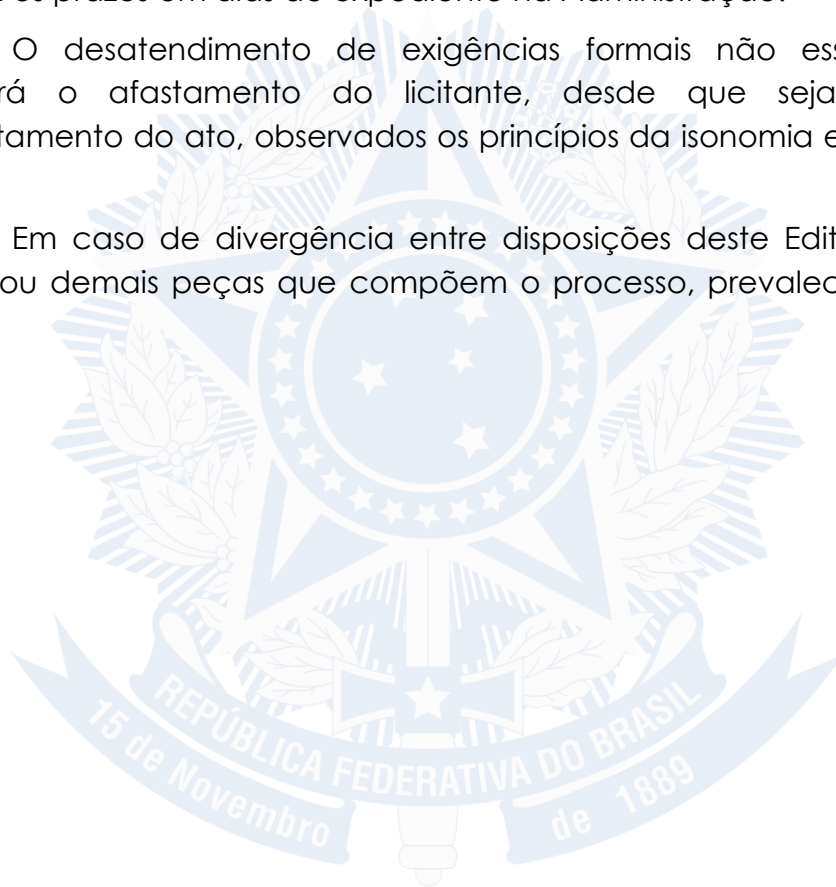 os prazos em dias de expediente na Administração.
O desatendimento de exigências formais não ess
rá o afastamento do licitante, desde que seja
tamento do ato, observados os princípios da isonomia e
Em caso de divergência entre disposições deste Edit
ou demais peças que compõem o processo, prevalec
REPÚBLICA FEDERATIVA DO BRASIL
15 de Novembro de 1889